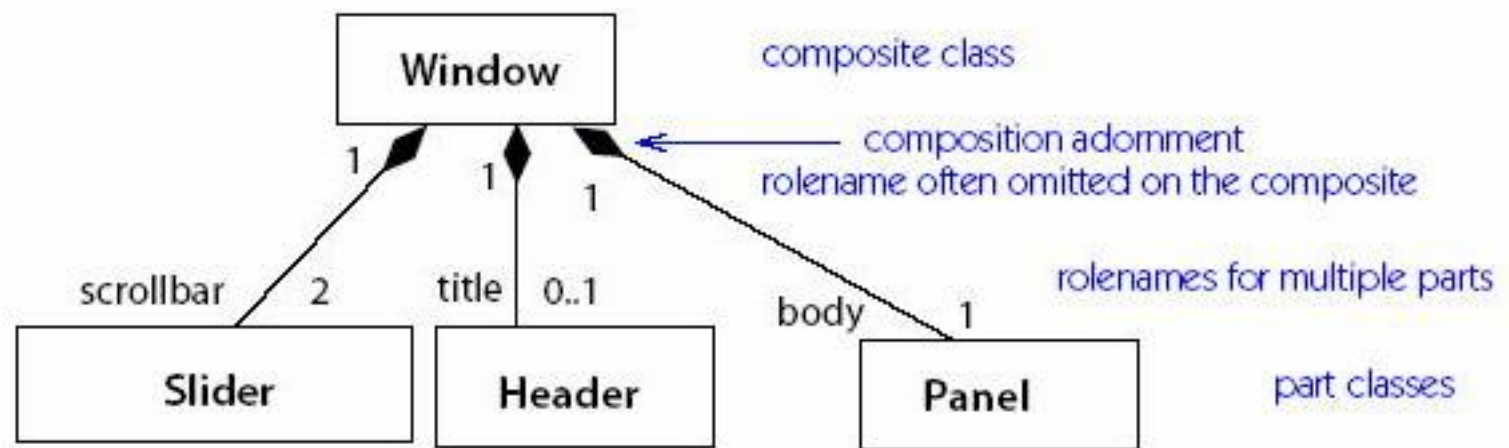 Window
composite class
composition adornment
rolename often omitted on the composite
1
1
1
scrollbar
2
title
0..1
body
1
rolenames for multiple parts
Slider
Header
Panel
part classes